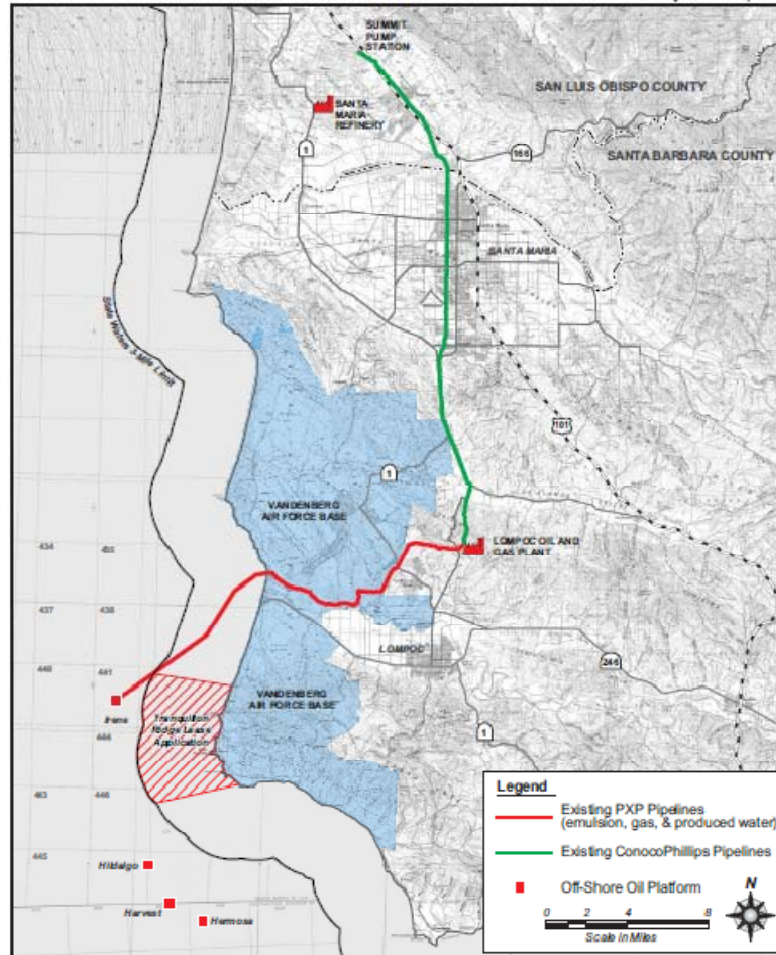 SUMMIT
PUMP
STATION
SAN LUIS OBISPO COUNTY
SANTA
MARIA
REFINERY
1
166
SANTA BARBARA COUNTY
SANTA MARIA
State Waters 3-Mile Limit
101
1
VANDENBERG
AIR FORCE BASE
434
435
LOMPOC OIL AND
GAS PLANT
437
438
LOMPOC
440
441
246
Irene
VANDENBERG
AIR FORCE BASE
Tranquillon
Ridge Lease
Application
444
1
463
446
Legend
Existing PXP Pipelines
(emulsion, gas, & produced water)
445
Existing ConocoPhillips Pipelines
Hildalgo
Off-Shore Oil Platform
N
Harvest
Hermosa
0 2 4 8
Scale in Miles